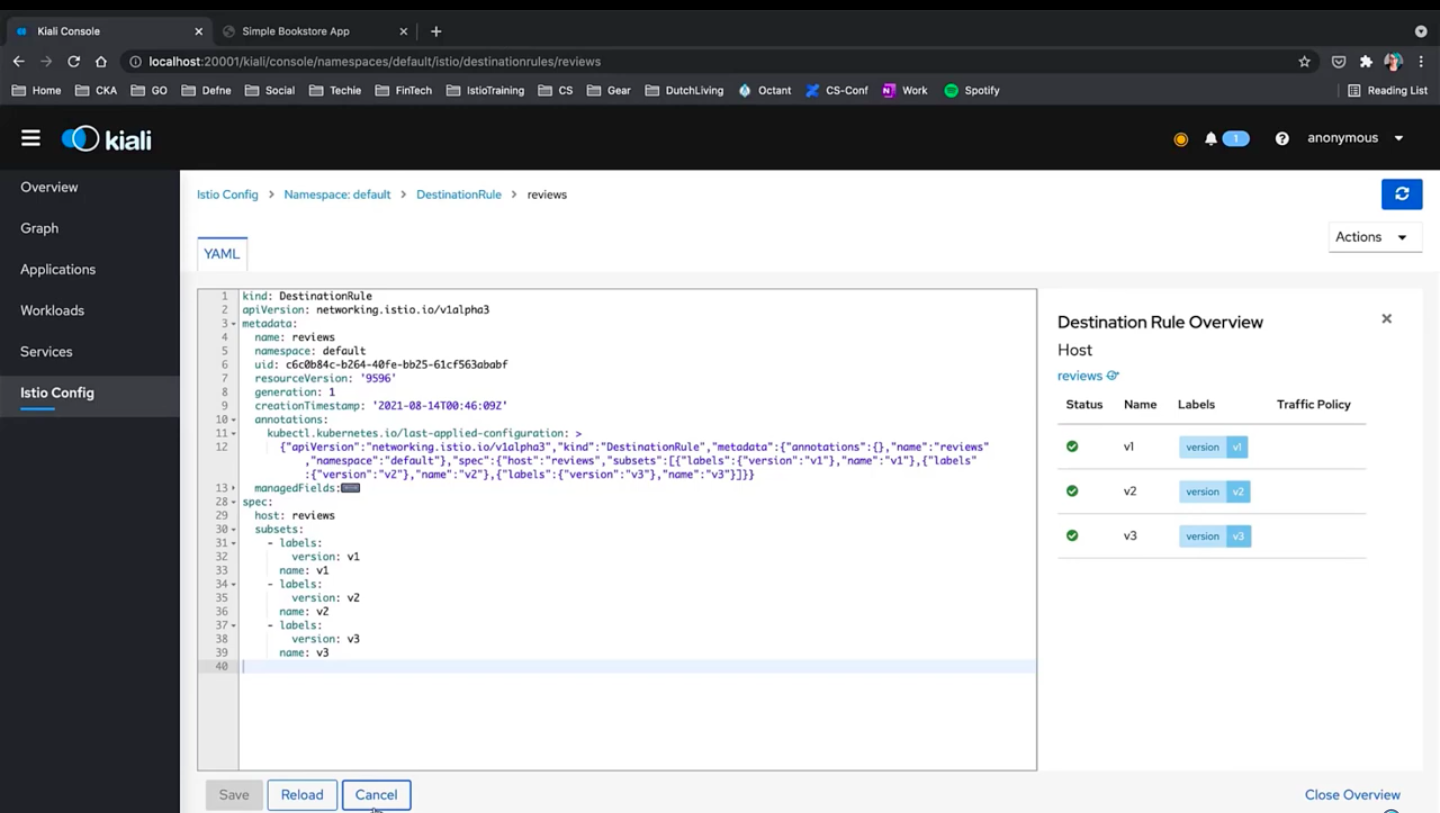 Kiali Console
Simple Bookstore App
localhost:20001/kiali/console/namespaces/default/istio/destinationrules/reviews
Home CKA GO Defne Social Techie FinTech IstioTraining CS Gear DutchLiving Octant CS-Conf Work Spotify Reading List
kiali
1
anonymous
Overview
Graph
Applications
Workloads
Services
Istio Config
Istio Config > Namespace: default > DestinationRule > reviews
Actions
YAML
1 kind: DestinationRule
2 apiVersion: networking.istio.io/v1alpha3
3 metadata:
4 name: reviews
5 namespace: default
6 uid: c6c0b84c-b264-40fe-bb25-61cf563ababf
7 resourceVersion: '9596'
8 generation: 1
9 creationTimestamp: '2021-08-14T00:46:09Z'
10 annotations:
11 kubectl.kubernetes.io/last-applied-configuration: >
12 {"apiVersion":"networking.istio.io/v1alpha3","kind":"DestinationRule","metadata":{"annotations":{},"name":"reviews"
,"namespace":"default"},"spec":{"host":"reviews","subsets":[{"labels":{"version":"v1"},"name":"v1"},{"labels"
:{"version":"v2"},"name":"v2"},{"labels":{"version":"v3"},"name":"v3"}]}}
13 managedFields:
28 spec:
29 host: reviews
30 subsets:
31 - labels:
32 version: v1
33 name: v1
34 - labels:
35 version: v2
36 name: v2
37 - labels:
38 version: v3
39 name: v3
40
Destination Rule Overview
Host
reviews
Status Name Labels Traffic Policy
v1 version v1
v2 version v2
v3 version v3
Save Reload Cancel
Close Overview